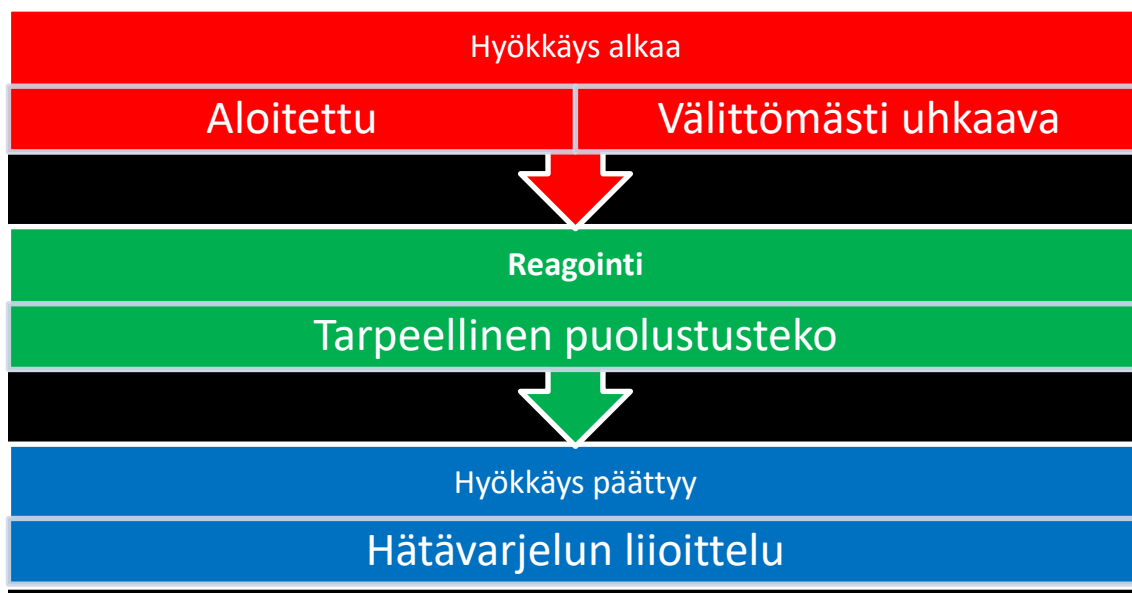 Hyökkäys alkaa
Aloitettu
Välittömästi uhkaava
Reagointi
Tarpeellinen puolustusteko
Hyökkäys päättyy
Hätävarjelun liioittelu